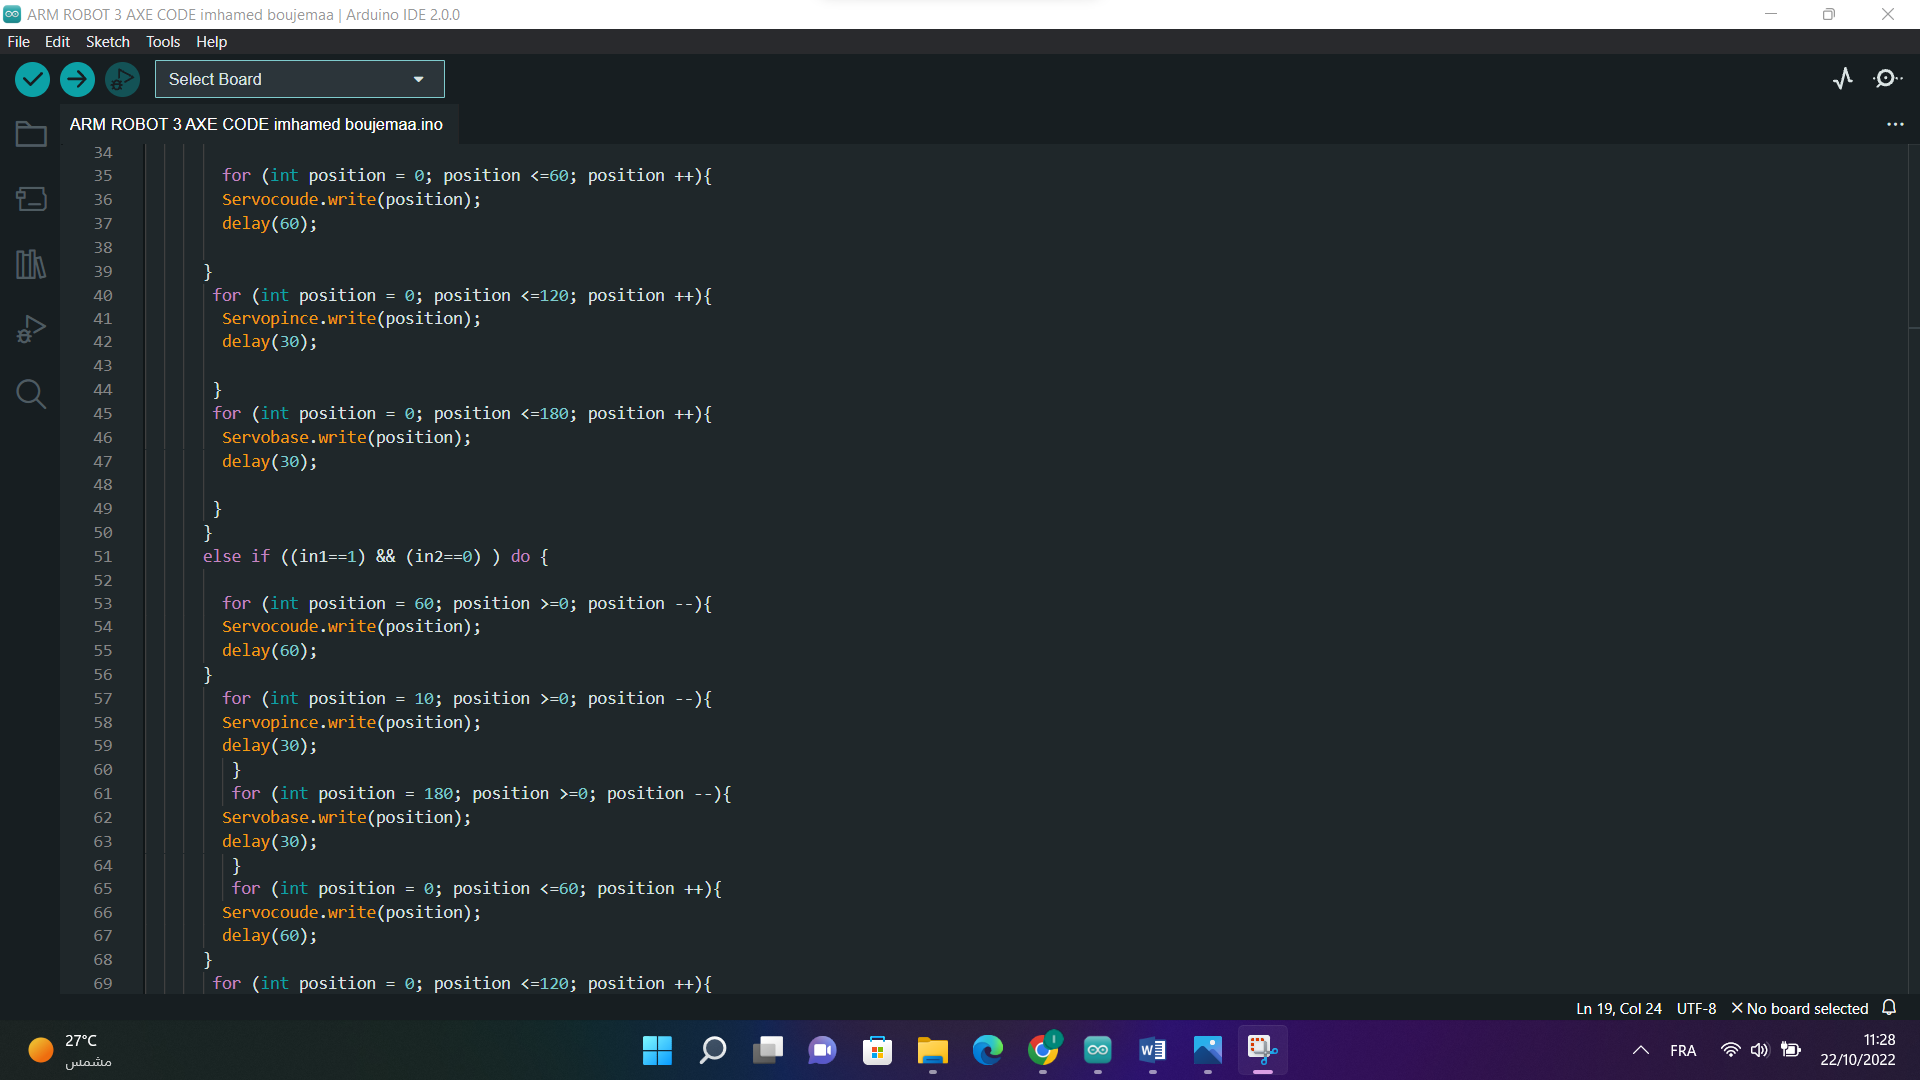 ARM ROBOT 3 AXE CODE imhamed boujemaa | Arduino IDE 2.0.0
File Edit Sketch Tools Help
Select Board
ARM ROBOT 3 AXE CODE imhamed boujemaa.ino
34
35 for (int position = 0; position <=60; position ++){
36 Servocoude.write(position);
37 delay(60);
38
39 }
40 for (int position = 0; position <=120; position ++){
41 Servopince.write(position);
42 delay(30);
43
44 }
45 for (int position = 0; position <=180; position ++){
46 Servobase.write(position);
47 delay(30);
48
49 }
50 }
51 else if ((in1==1) && (in2==0) ) do {
52
53 for (int position = 60; position >=0; position --){
54 Servocoude.write(position);
55 delay(60);
56 }
57 for (int position = 10; position >=0; position --){
58 Servopince.write(position);
59 delay(30);
60 }
61 for (int position = 180; position >=0; position --){
62 Servobase.write(position);
63 delay(30);
64 }
65 for (int position = 0; position <=60; position ++){
66 Servocoude.write(position);
67 delay(60);
68 }
69 for (int position = 0; position <=120; position ++){
Ln 19, Col 24 UTF-8 No board selected
27°C
مشمس
FRA
11:28
22/10/2022